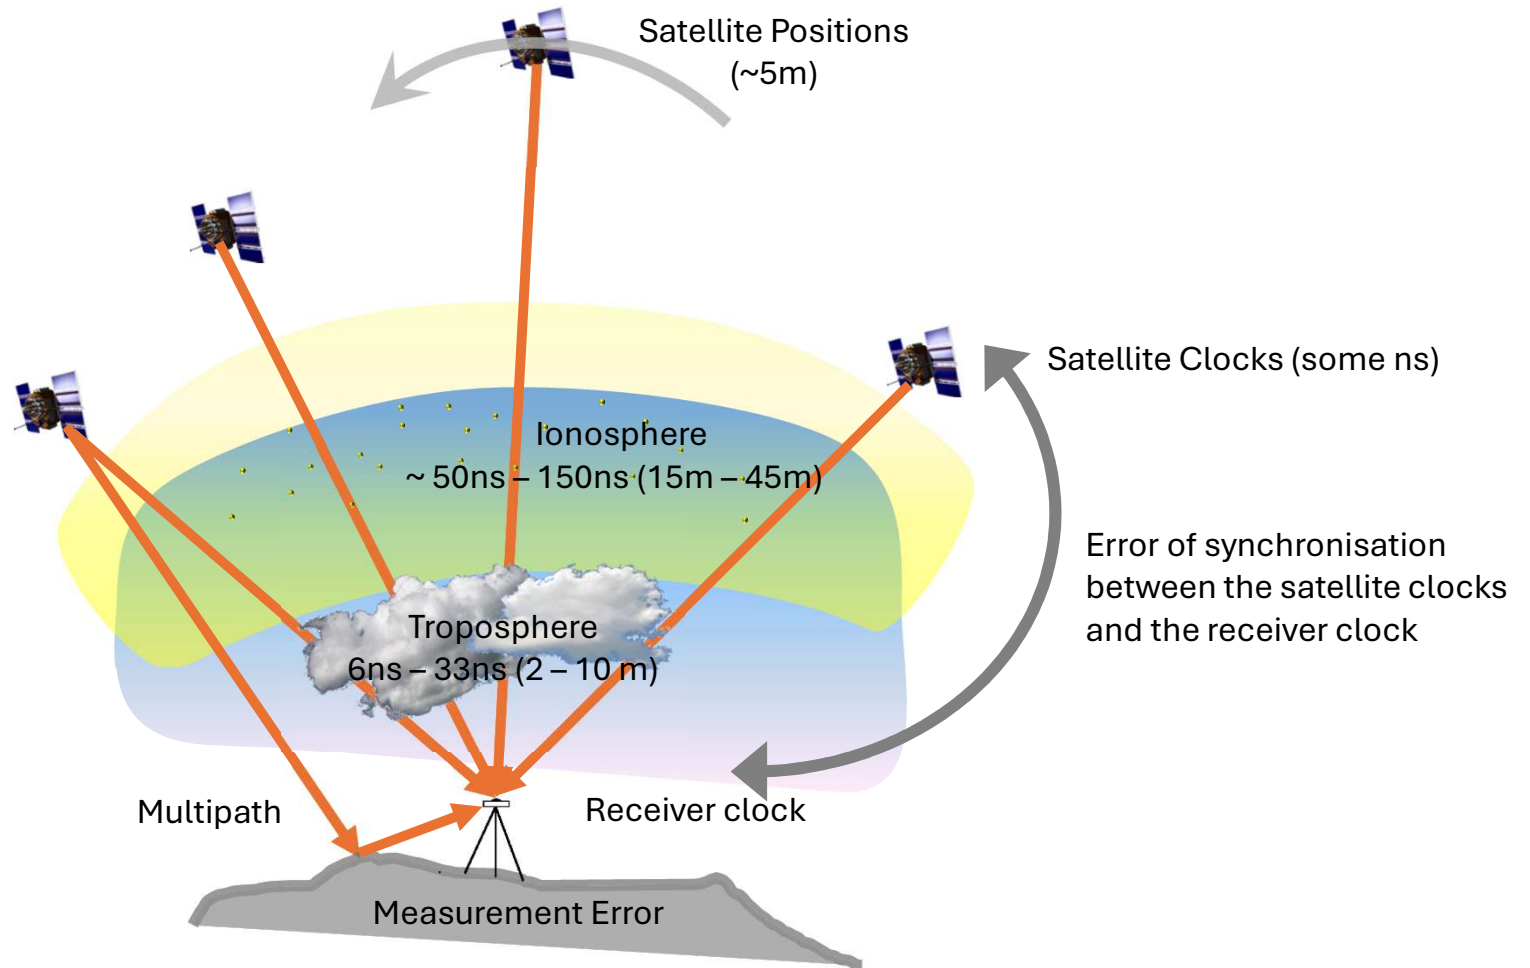 Satellite Positions
(~5m)
Satellite Clocks (some ns)
Ionosphere
~ 50ns – 150ns (15m – 45m)
Error of synchronisation
between the satellite clocks
and the receiver clock
Troposphere
6ns – 33ns (2 – 10 m)
Multipath
Receiver clock
Measurement Error